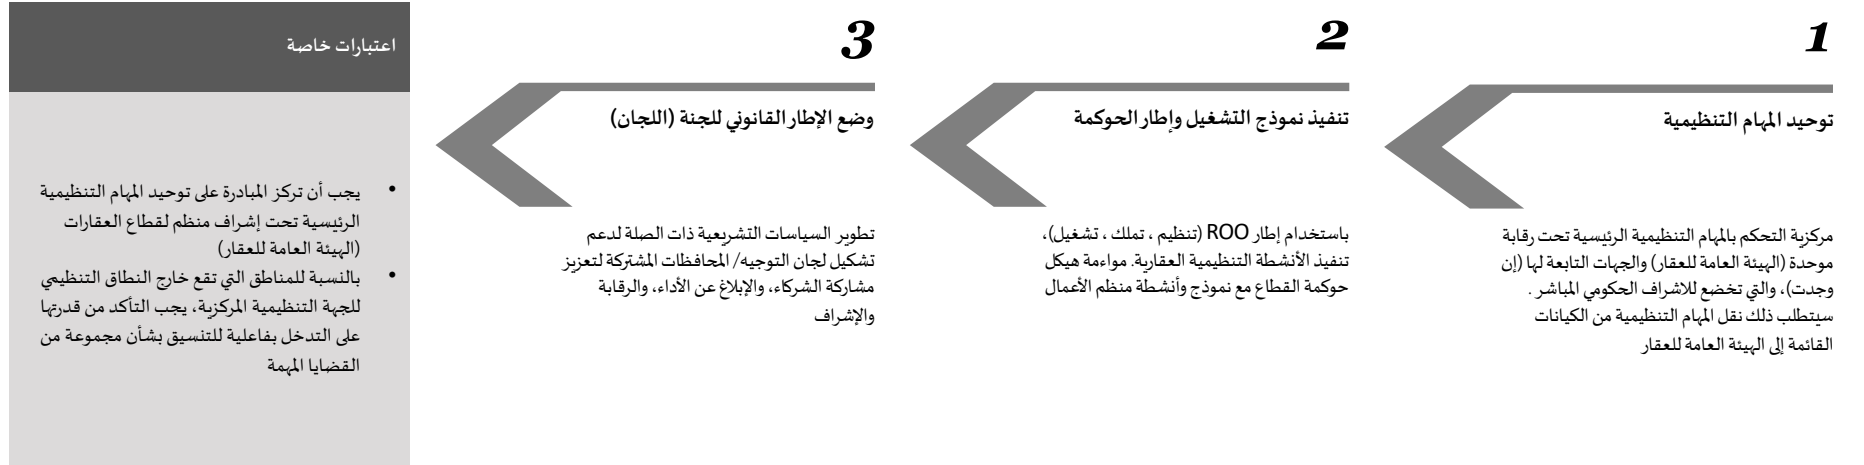 1
توحيد المهام التنظيمية
مركزية التحكم بالمهام التنظيمية الرئيسية تحت رقابة
موحدة (الهيئة العامة للعقار) والجهات التابعة لها (إن
وجدت)، والتي تخضع للاشراف الحكومي المباشر .
سيتطلب ذلك نقل المهام التنظيمية من الكيانات
القائمة إلى الهيئة العامة للعقار
2
تنفيذ نموذج التشغيل وإطار الحوكمة
باستخدام إطار ROO (تنظيم ، تملك ، تشغيل)،
تنفيذ الأنشطة التنظيمية العقارية. مواءمة هيكل
حوكمة القطاع مع نموذج وأنشطة منظم الأعمال
3
وضع الإطار القانوني للجنة (اللجان)
تطوير السياسات التشريعية ذات الصلة لدعم
تشكيل لجان التوجيه/ المحافظات المشتركة لتعزيز
مشاركة الشركاء، والإبلاغ عن الأداء، والرقابة
والإشراف
اعتبارات خاصة
• يجب أن تركز المبادرة على توحيد المهام التنظيمية
الرئيسية تحت إشراف منظم لقطاع العقارات
(الهيئة العامة للعقار)
• بالنسبة للمناطق التي تقع خارج النطاق التنظيمي
للجهة التنظيمية المركزية، يجب التأكد من قدرتها
على التدخل بفاعلية للتنسيق بشأن مجموعة من
القضايا المهمة